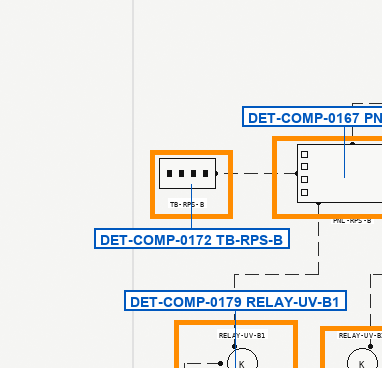 DET-COMP-0167 PN
TB-RPS-B
PNL-RPS-B
DET-COMP-0172 TB-RPS-B
DET-COMP-0179 RELAY-UV-B1
RELAY-UV-B1
RELAY-UV-B
K
K